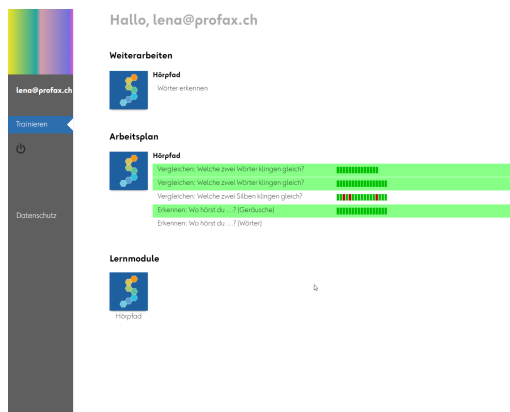 Hallo, lena@profax.ch
lena@profax.ch
Trainieren
Datenschutz
Weiterarbeiten
Hörpfad
Wörter erkennen
Arbeitsplan
Hörpfad
Vergleichen: Welche zwei Wörter klingen gleich?
Vergleichen: Welche zwei Wörter klingen gleich?
Vergleichen: Welche zwei Silben klingen gleich?
Erkennen: Wo hörst du ...? (Geräusche)
Erkennen: Wo hörst du ...? (Wörter)
Lernmodule
Hörpfad